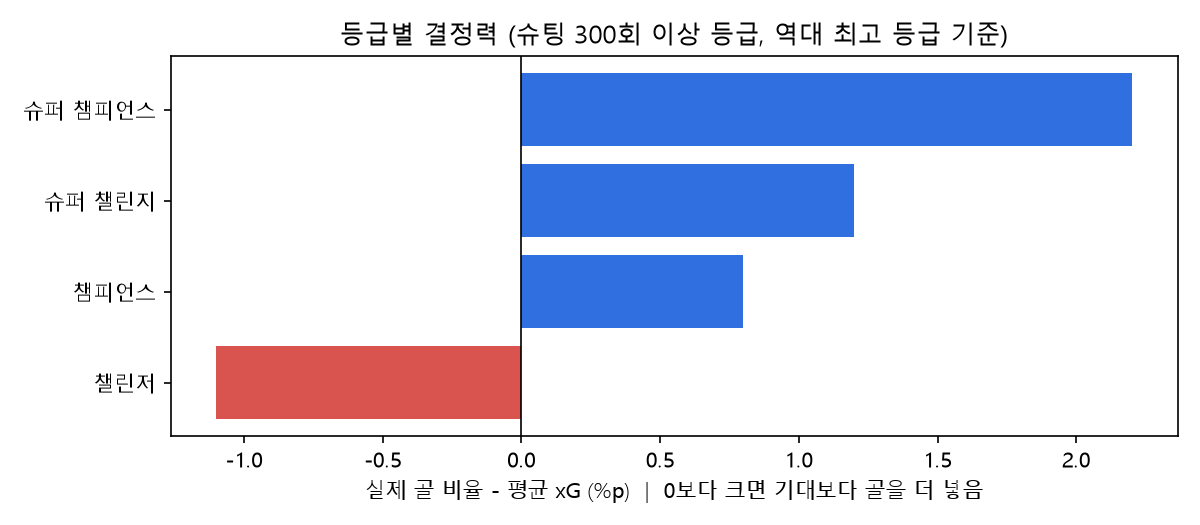 등급별 결정력 (슈팅 300회 이상 등급, 역대 최고 등급 기준)
슈퍼 챔피언스
슈퍼 챌린지
챔피언스
챌린저
-1.0 -0.5 0.0 0.5 1.0 1.5 2.0
실제 골 비율 - 평균 xG (%p) | 0보다 크면 기대보다 골을 더 넣음